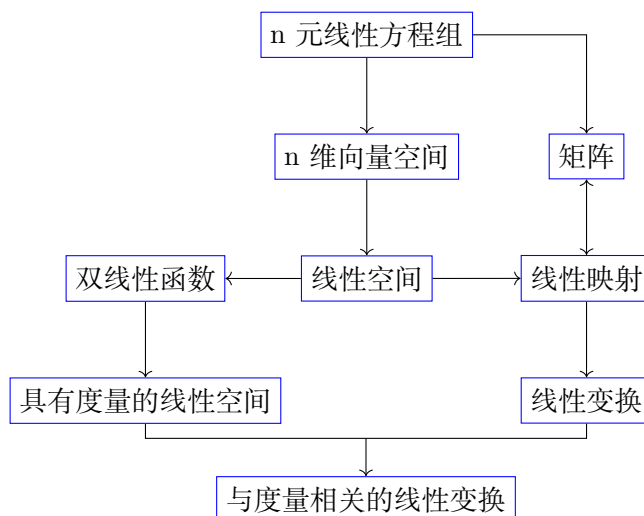 n 元线性方程组
n 维向量空间
矩阵
双线性函数
线性空间
线性映射
具有度量的线性空间
线性变换
与度量相关的线性变换